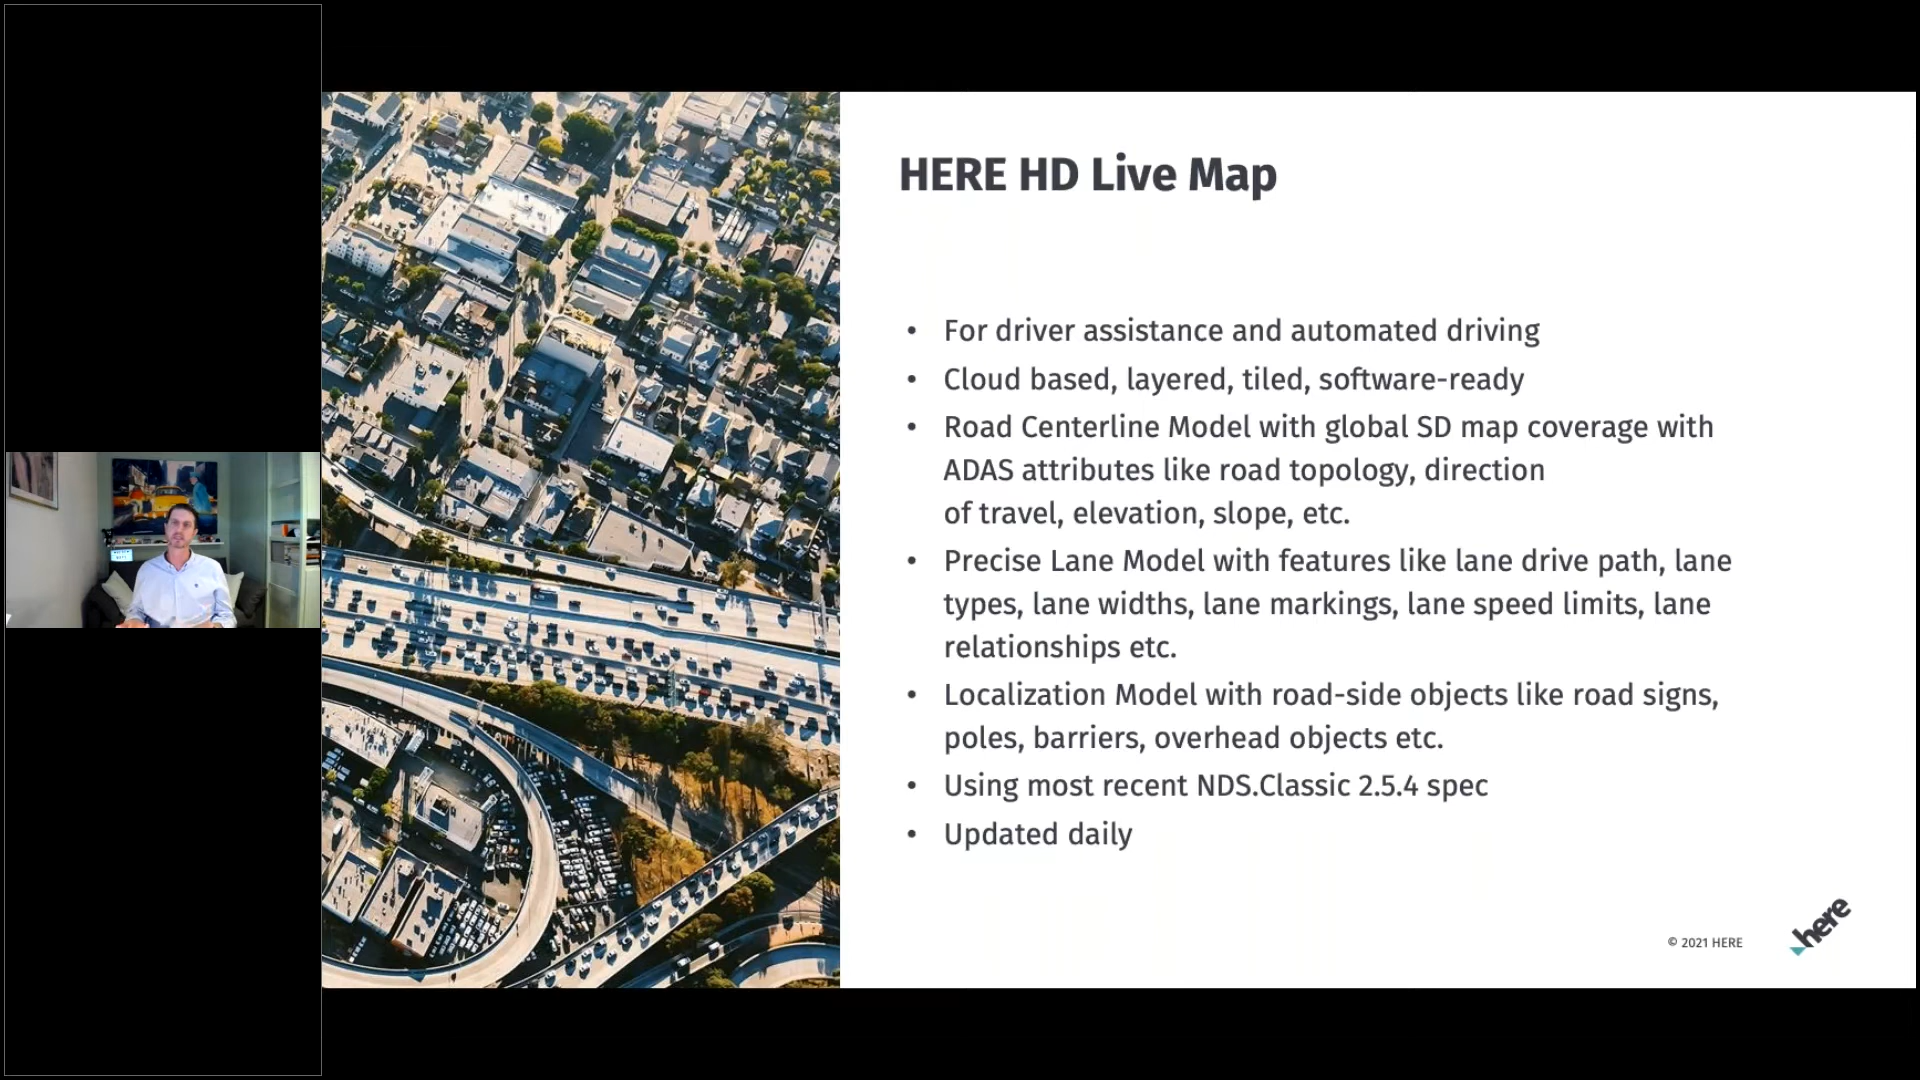 HERE HD Live Map
• For driver assistance and automated driving
• Cloud based, layered, tiled, software-ready
• Road Centerline Model with global SD map coverage with
ADAS attributes like road topology, direction
of travel, elevation, slope, etc.
• Precise Lane Model with features like lane drive path, lane
types, lane widths, lane markings, lane speed limits, lane
relationships etc.
• Localization Model with road-side objects like road signs,
poles, barriers, overhead objects etc.
• Using most recent NDS.Classic 2.5.4 spec
• Updated daily
© 2021 HERE
here